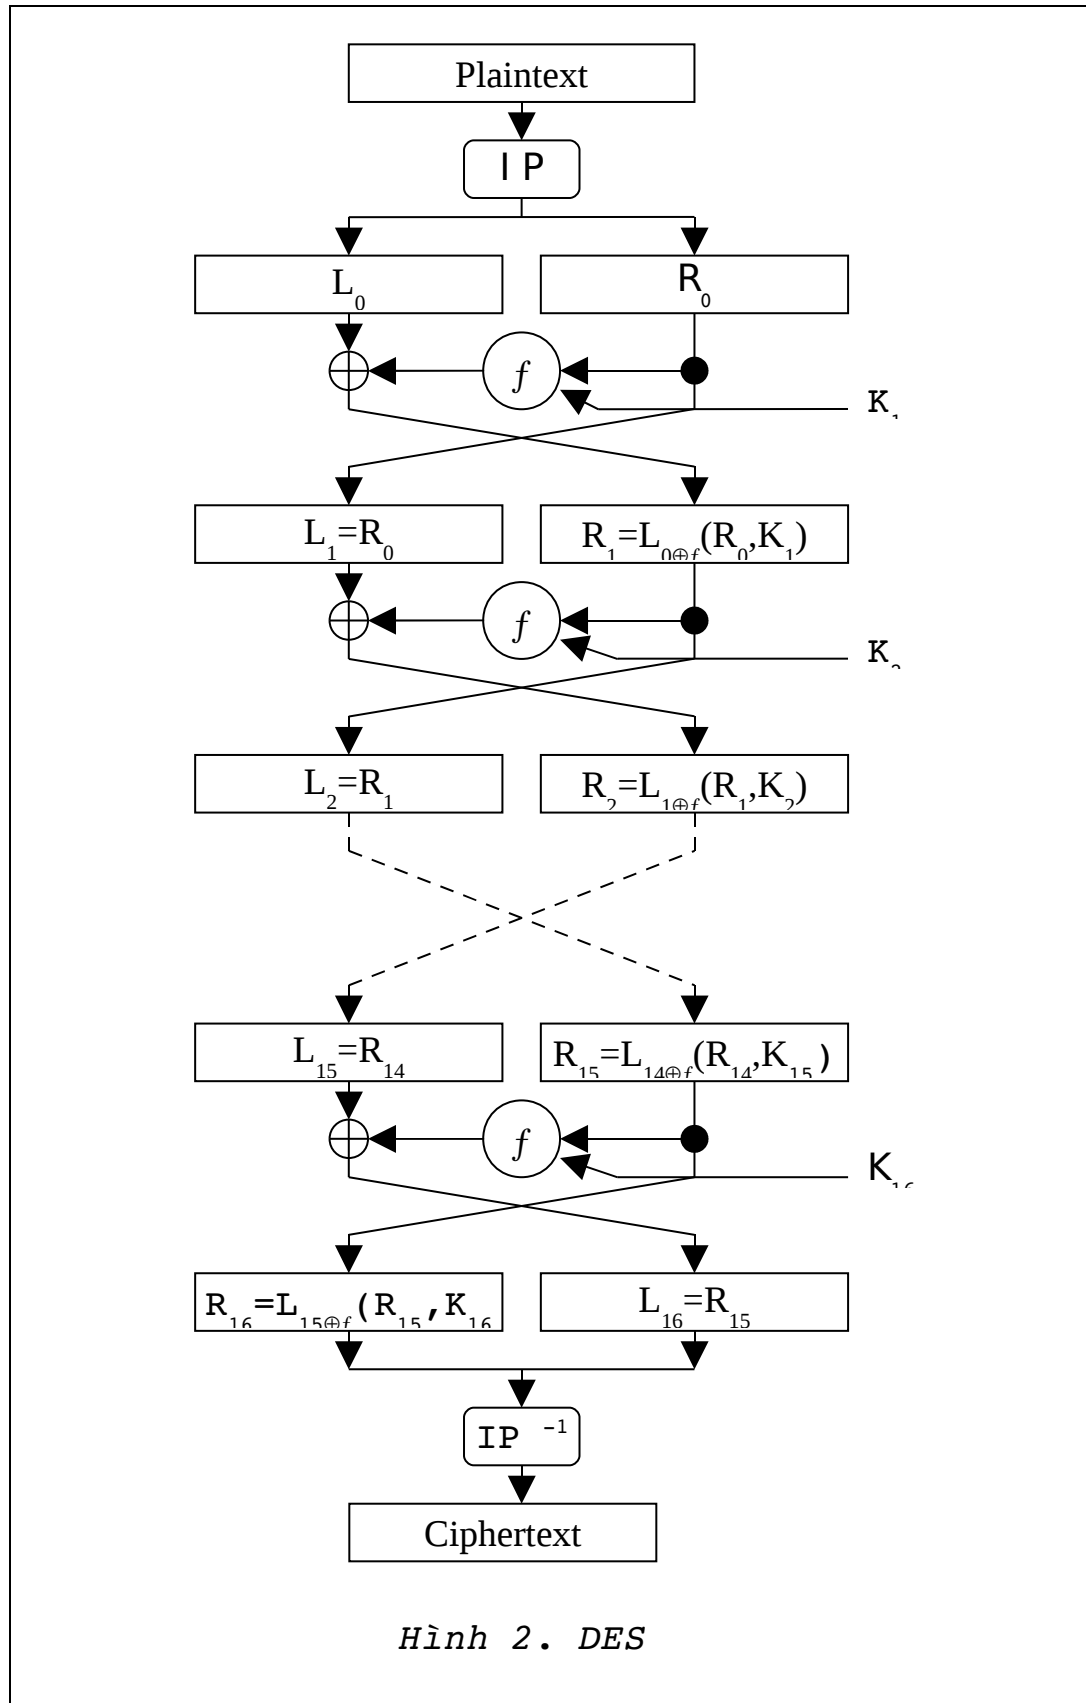 Plaintext
IP
L₀
R₀
f
K₁
L₁=R₀
R₁=L₀⊕f(R₀,K₁)
f
K₂
L₂=R₁
R₂=L₁⊕f(R₁,K₂)
L₁₅=R₁₄
R₁₅=L₁₄⊕f(R₁₄,K₁₅)
f
K₁₆
R₁₆=L₁₅⊕f(R₁₅,K₁₆
L₁₆=R₁₅
IP ⁻¹
Ciphertext
Hình 2. DES